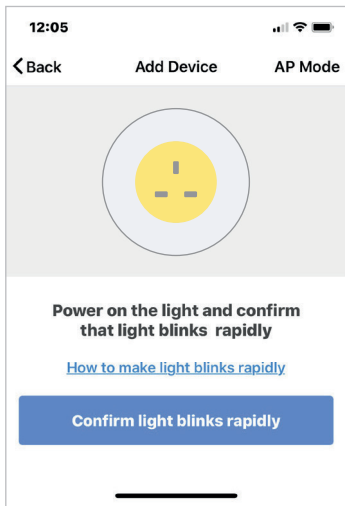 12:05
Back Add Device AP Mode
Power on the light and confirm
that light blinks rapidly
How to make light blinks rapidly
Confirm light blinks rapidly